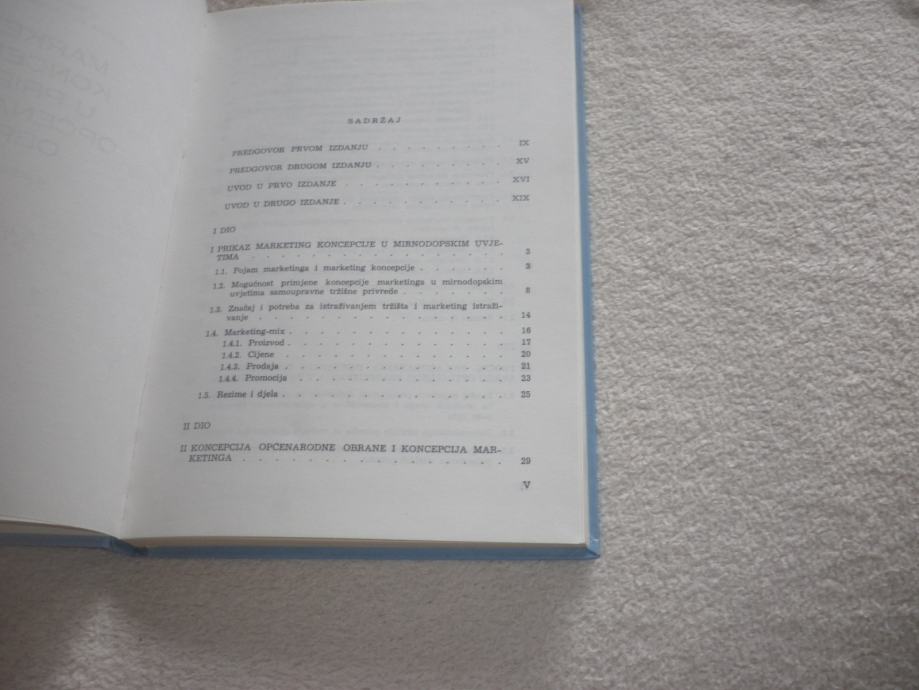 SADRŽAJ
PREDGOVOR PRVOM IZDANJU . . . . . . . . . IX
PREDGOVOR DRUGOM IZDANJU . . . . . . . . . XV
UVOD U PRVO IZDANJE . . . . . . . . . . . XVI
UVOD U DRUGO IZDANJE . . . . . . . . . . . XIX
I DIO
I PRIKAZ MARKETING KONCEPCIJE U MIRNODOPSKIM UVJE-
TIMA . . . . . . . . . . . . . . . 3
1.1. Pojam marketinga i marketing koncepcije . . . . . . . 3
1.2. Mogućnost primjene koncepcije marketinga u mirnodopskim
uvjetima samoupravne tržišne privrede . . . . . . . 8
1.3. Značaj i potreba za istraživanjem tržišta i marketing istraži-
vanje . . . . . . . . . . . . . . . 14
1.4. Marketing-mix . . . . . . . . . . . . . 16
1.4.1. Proizvod . . . . . . . . . . . . . 17
1.4.2. Cijene . . . . . . . . . . . . . 20
1.4.3. Prodaja . . . . . . . . . . . . . 21
1.4.4. Promocija . . . . . . . . . . . . 23
1.5. Rezime i djela . . . . . . . . . . . . . 25
II DIO
II KONCEPCIJA OPĆENARODNE OBRANE I KONCEPCIJA MAR-
KETINGA . . . . . . . . . . . . . . 29
V